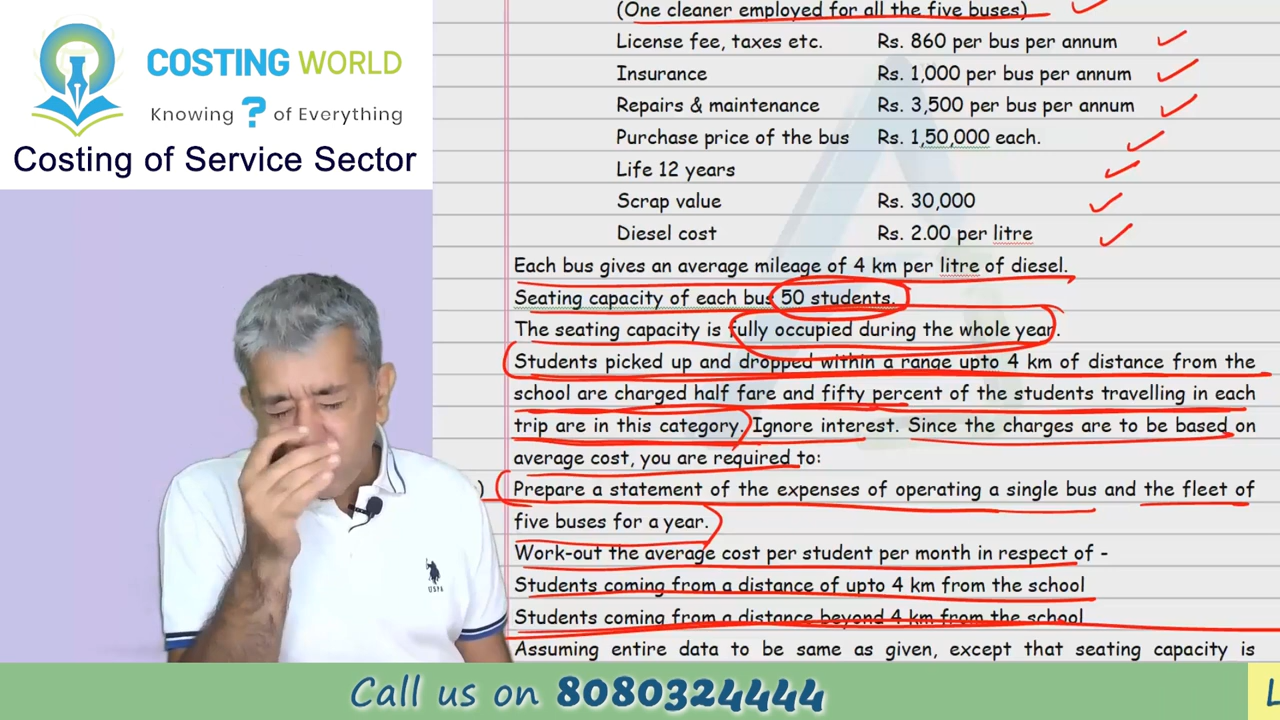 (One cleaner employed for all the five buses)
License fee, taxes etc. Rs. 860 per bus per annum
Insurance Rs. 1,000 per bus per annum
Repairs & maintenance Rs. 3,500 per bus per annum
Purchase price of the bus Rs. 1,50,000 each.
Life 12 years
Scrap value Rs. 30,000
Diesel cost Rs. 2.00 per litre
Each bus gives an average mileage of 4 km per litne of diesel.
Seating capacity of each bus 50 students.
The seating capacity is fully occupied during the whole year.
Students picked up and dropped within a range upto 4 km of distance from the
school are charged half fare and fifty percent of the students travelling in each
trip are in this category. Ignore interest. Since the charges are to be based on
average cost, you are required to:
) Prepare a statement of the expenses of operating a single bus and the fleet of
five buses for a year.
Work-out the average cost per student per month in respect of -
Students coming from a distance of upto 4 km from the school
Students coming from a distance beyond 4 km from the school
Assuming entire data to be same as given, except that seating capacity is
COSTING WORLD
Knowing ? of Everything
Costing of Service Sector
USPA
Call us on 8080324444
L